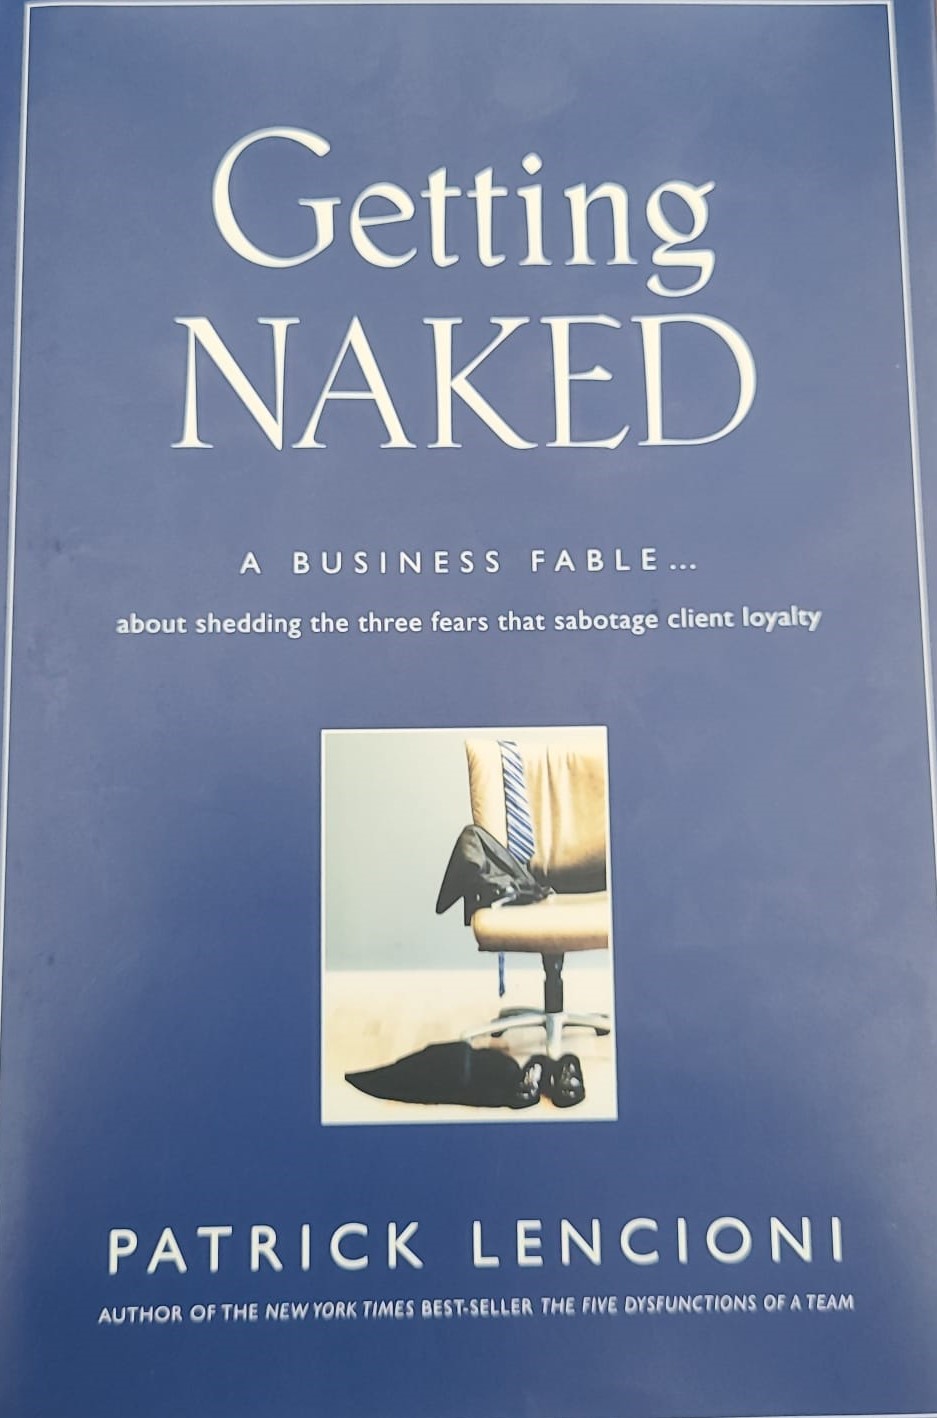 Getting
NAKED
A BUSINESS FABLE...
about shedding the three fears that sabotage client loyalty
PATRICK LENCIONI
AUTHOR OF THE NEW YORK TIMES BEST-SELLER THE FIVE DYSFUNCTIONS OF A TEAM